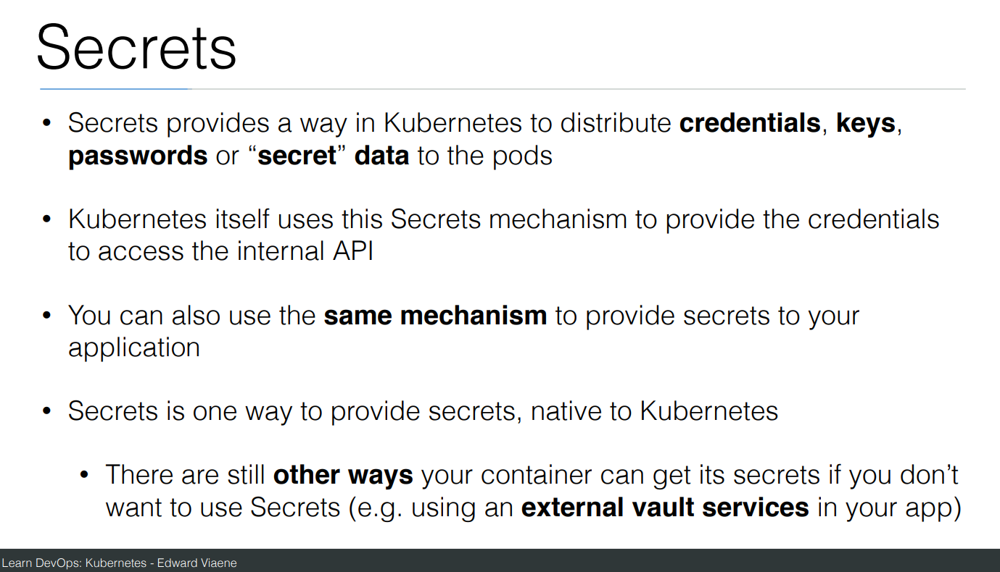 Secrets
• Secrets provides a way in Kubernetes to distribute credentials, keys,
passwords or “secret” data to the pods
• Kubernetes itself uses this Secrets mechanism to provide the credentials
to access the internal API
• You can also use the same mechanism to provide secrets to your
application
• Secrets is one way to provide secrets, native to Kubernetes
• There are still other ways your container can get its secrets if you don’t
want to use Secrets (e.g. using an external vault services in your app)
Learn DevOps: Kubernetes - Edward Viaene